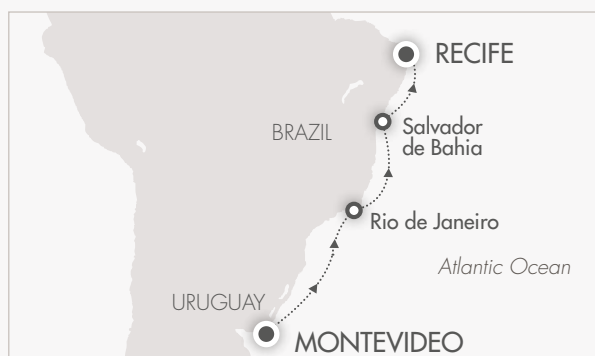 RECIFE
BRAZIL
Salvador
de Bahia
Rio de Janeiro
Atlantic Ocean
URUGUAY
MONTEVIDEO